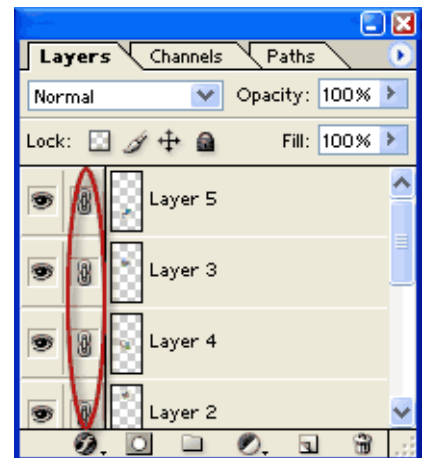 Layers Channels Paths
Normal Opacity: 100%
Lock: Fill: 100%
Layer 5
Layer 3
Layer 4
Layer 2